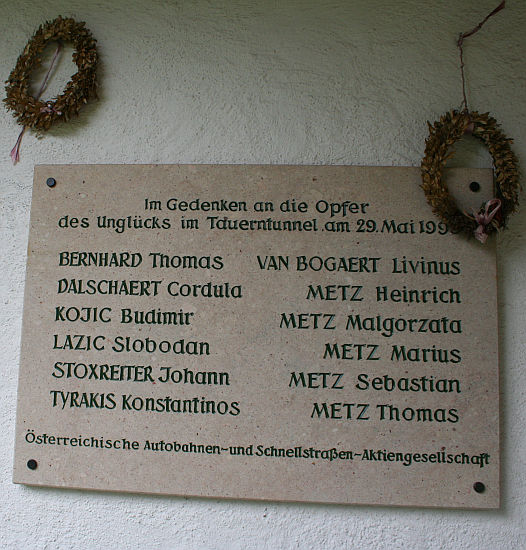 Im Gedenken an die Opfer
des Unglücks im Tauerntunnel am 29. Mai 199
BERNHARD Thomas VAN BOGAERT Livinus
DALSCHAERT Cordula METZ Heinrich
KOJIC Budimir METZ Malgorzata
LAZIC Slobodan METZ Marius
STOXREITER Johann METZ Sebastian
TYRAKIS Konstantinos METZ Thomas
Österreichische Autobahnen- und Schnellstraßen-Aktiengesellschaft